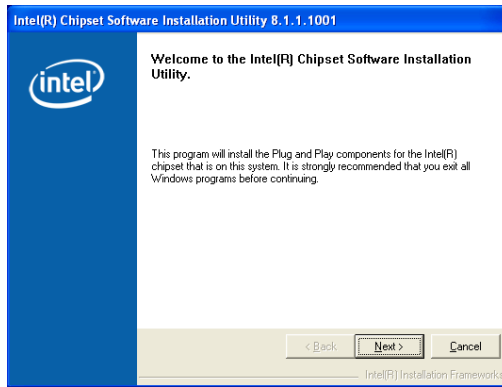 Intel(R) Chipset Software Installation Utility 8.1.1.1001
intel
Welcome to the Intel(R) Chipset Software Installation
Utility.
This program will install the Plug and Play components for the Intel(R)
chipset that is on this system. It is strongly recommended that you exit all
Windows programs before continuing.
< Back
Next >
Cancel
Intel(R) Installation Frameworks